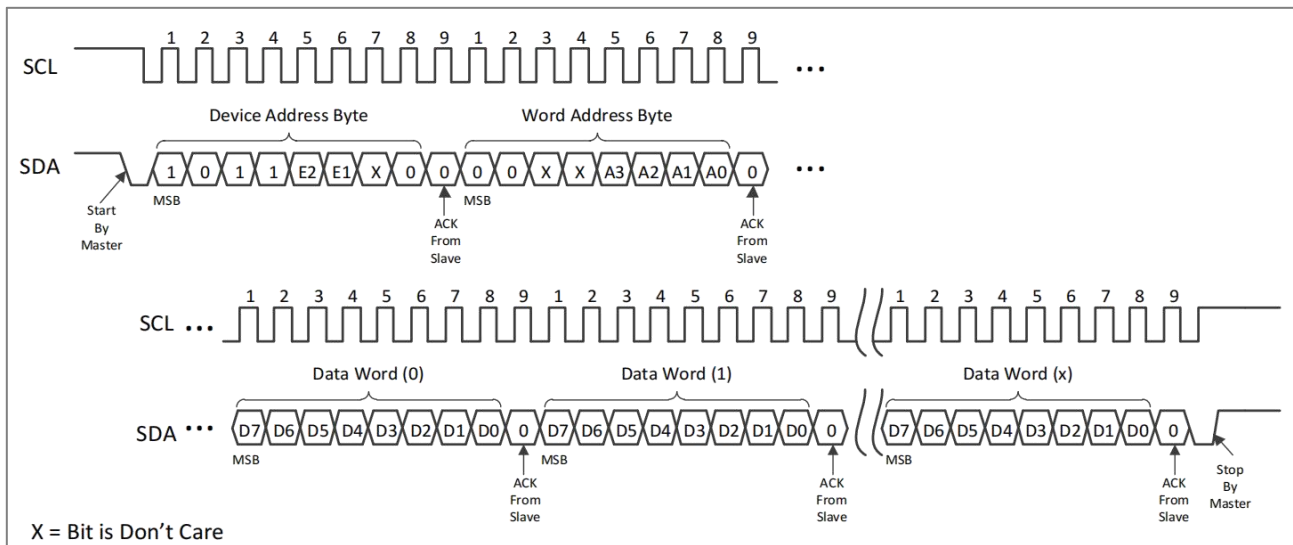 1 2 3 4 5 6 7 8 9 1 2 3 4 5 6 7 8 9
SCL ...
Device Address Byte Word Address Byte
SDA 1 0 1 1 E2 E1 X 0 0 0 0 X X A3 A2 A1 A0 0 ...
MSB MSB
Start
By
Master
ACK
From
Slave
ACK
From
Slave
1 2 3 4 5 6 7 8 9 1 2 3 4 5 6 7 8 9 1 2 3 4 5 6 7 8 9
SCL ...
Data Word (0) Data Word (1) Data Word (x)
SDA ... D7 D6 D5 D4 D3 D2 D1 D0 0 D7 D6 D5 D4 D3 D2 D1 D0 0 D7 D6 D5 D4 D3 D2 D1 D0 0
MSB MSB MSB
ACK
From
Slave
ACK
From
Slave
ACK
From
Slave
Stop
By
Master
X = Bit is Don't Care